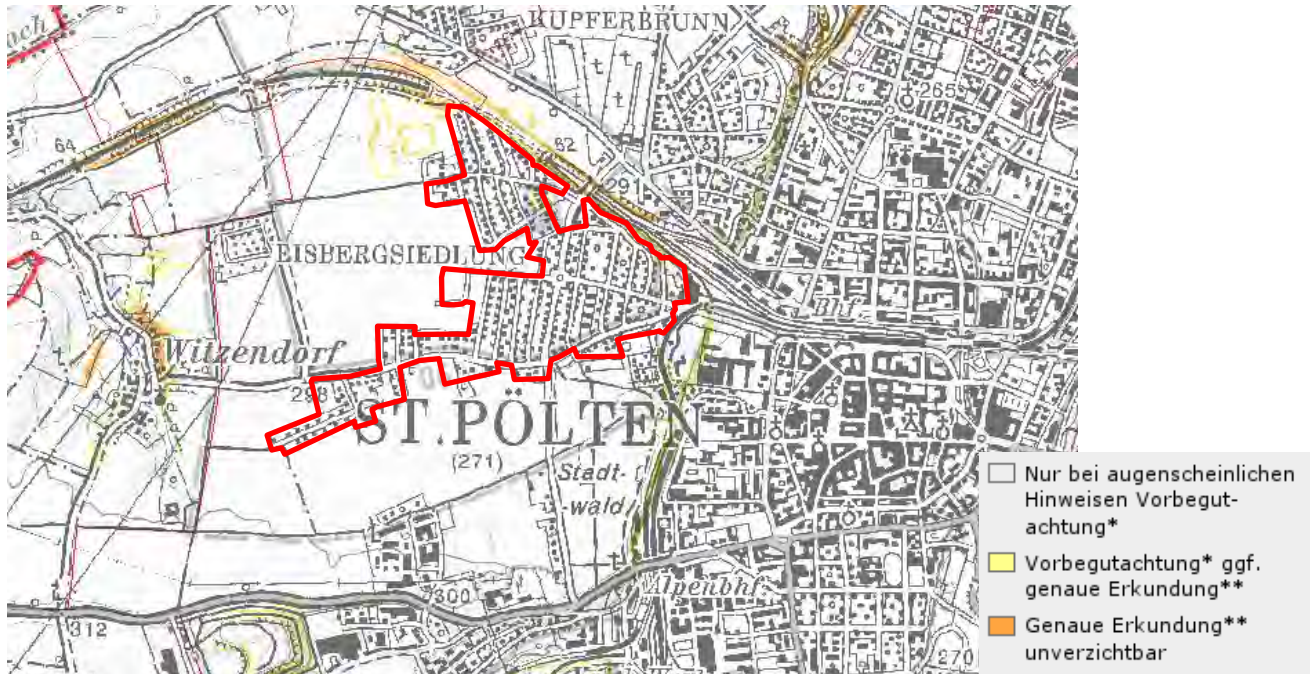 KUPFERBRUNN
265
64
62
291
EISBERGSIEDLUNG
Bhf.
Witzendorf
298
ST. PÖLTEN
(271)
Stadt-
wald
Alpenbhf.
300
312
270
Nur bei augenscheinlichen
Hinweisen Vorbegut-
achtung*
Vorbegutachtung* ggf.
genaue Erkundung**
Genaue Erkundung**
unverzichtbar